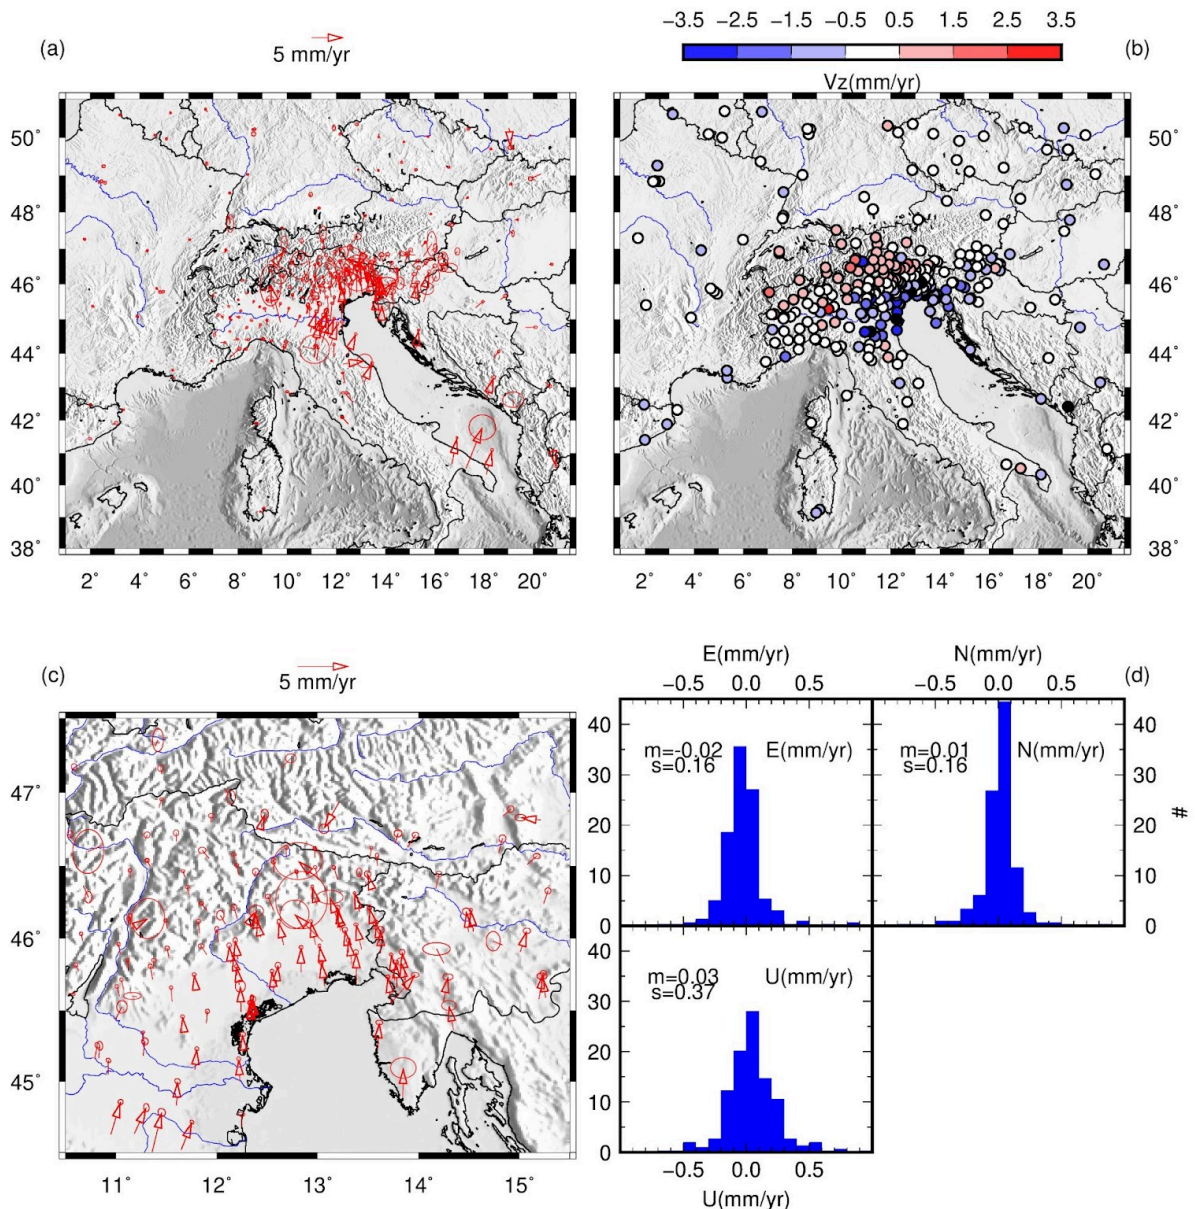 −3.5 −2.5 −1.5 −0.5 0.5 1.5 2.5 3.5
(a)
5 mm/yr
(b)
Vz(mm/yr)
50˚
48˚
46˚
44˚
42˚
40˚
38˚
2˚ 4˚ 6˚ 8˚ 10˚ 12˚ 14˚ 16˚ 18˚ 20˚
50˚
48˚
46˚
44˚
42˚
40˚
38˚
2˚ 4˚ 6˚ 8˚ 10˚ 12˚ 14˚ 16˚ 18˚ 20˚
(c)
5 mm/yr
47˚
46˚
45˚
11˚ 12˚ 13˚ 14˚ 15˚
E(mm/yr)
N(mm/yr)
(d)
−0.5 0.0 0.5
−0.5 0.0 0.5
40
30
20
10
0
m=-0.02
s=0.16
E(mm/yr)
m=0.01
s=0.16
N(mm/yr)
40
30
20
10
0
#
40
30
20
10
0
m=0.03
s=0.37
U(mm/yr)
−0.5 0.0 0.5
U(mm/yr)